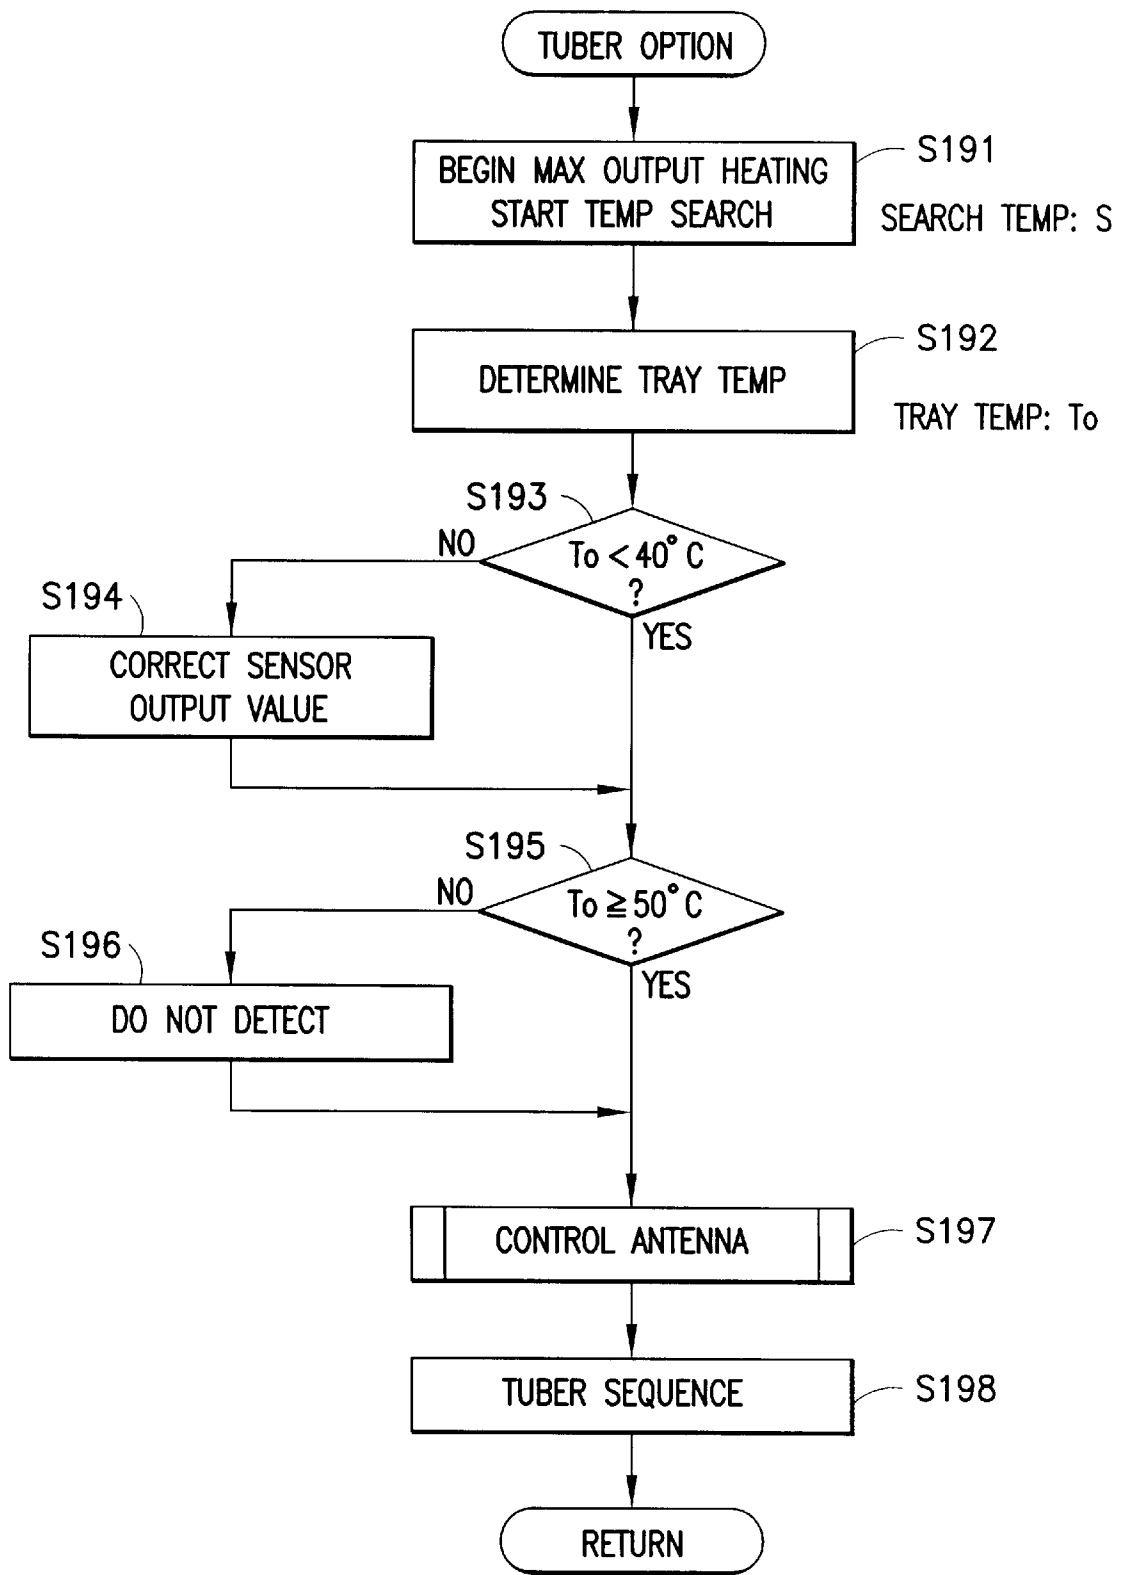 TUBER OPTION
BEGIN MAX OUTPUT HEATING
START TEMP SEARCH
S191
SEARCH TEMP: S
DETERMINE TRAY TEMP
S192
TRAY TEMP: To
S193
To < 40° C
?
NO
YES
S194
CORRECT SENSOR
OUTPUT VALUE
S195
To ≧ 50° C
?
NO
YES
S196
DO NOT DETECT
CONTROL ANTENNA
S197
TUBER SEQUENCE
S198
RETURN